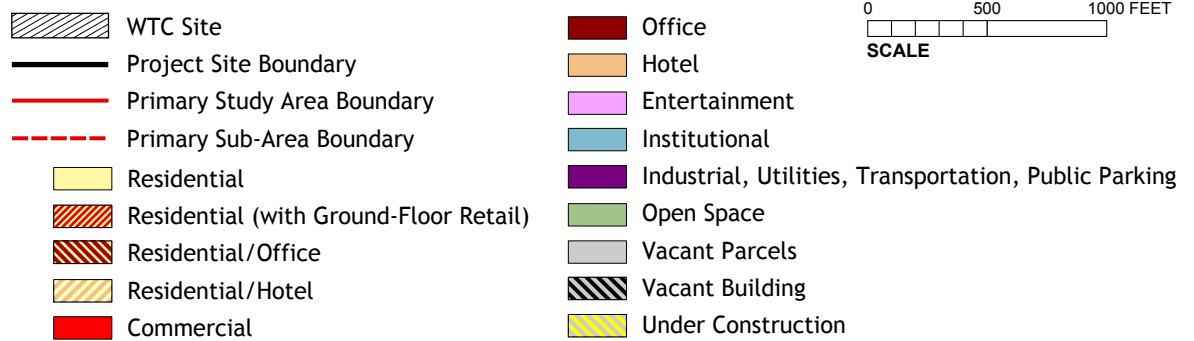 WTC Site
Project Site Boundary
Primary Study Area Boundary
Primary Sub-Area Boundary
Residential
Residential (with Ground-Floor Retail)
Residential/Office
Residential/Hotel
Commercial
Office
Hotel
Entertainment
Institutional
Industrial, Utilities, Transportation, Public Parking
Open Space
Vacant Parcels
Vacant Building
Under Construction
0 500 1000 FEET
SCALE